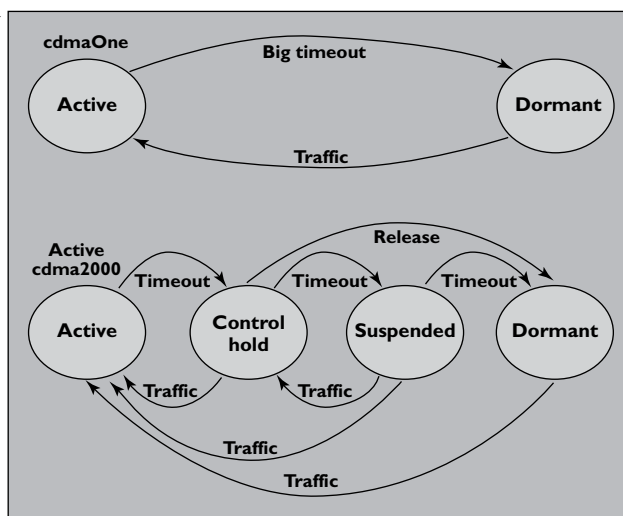 cdmaOne
Big timeout
Active
Dormant
Traffic
Release
Active
cdma2000
Timeout
Timeout
Timeout
Active
Control
hold
Suspended
Dormant
Traffic
Traffic
Traffic
Traffic